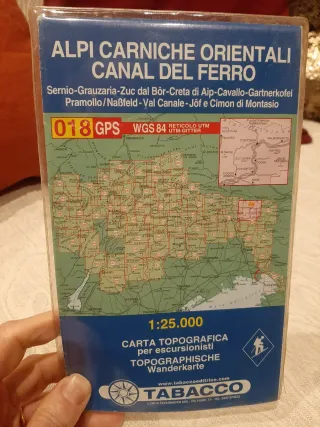 ALPI CARNICHE ORIENTALI
CANAL DEL FERRO
Sernio-Grauzaria-Zuc dal Bôr-Creta di Aip-Cavallo-Gartnerkofel
Pramollo/Naßfeld-Val Canale-Jôf e Cimon di Montasio
018 GPS WGS 84 RETICOLO UTM
UTM-GITTER
1:25.000
CARTA TOPOGRAFICA
per escursionisti
TOPOGRAPHISCHE
Wanderkarte
www.tabaccoeditrice.com
TABACCO